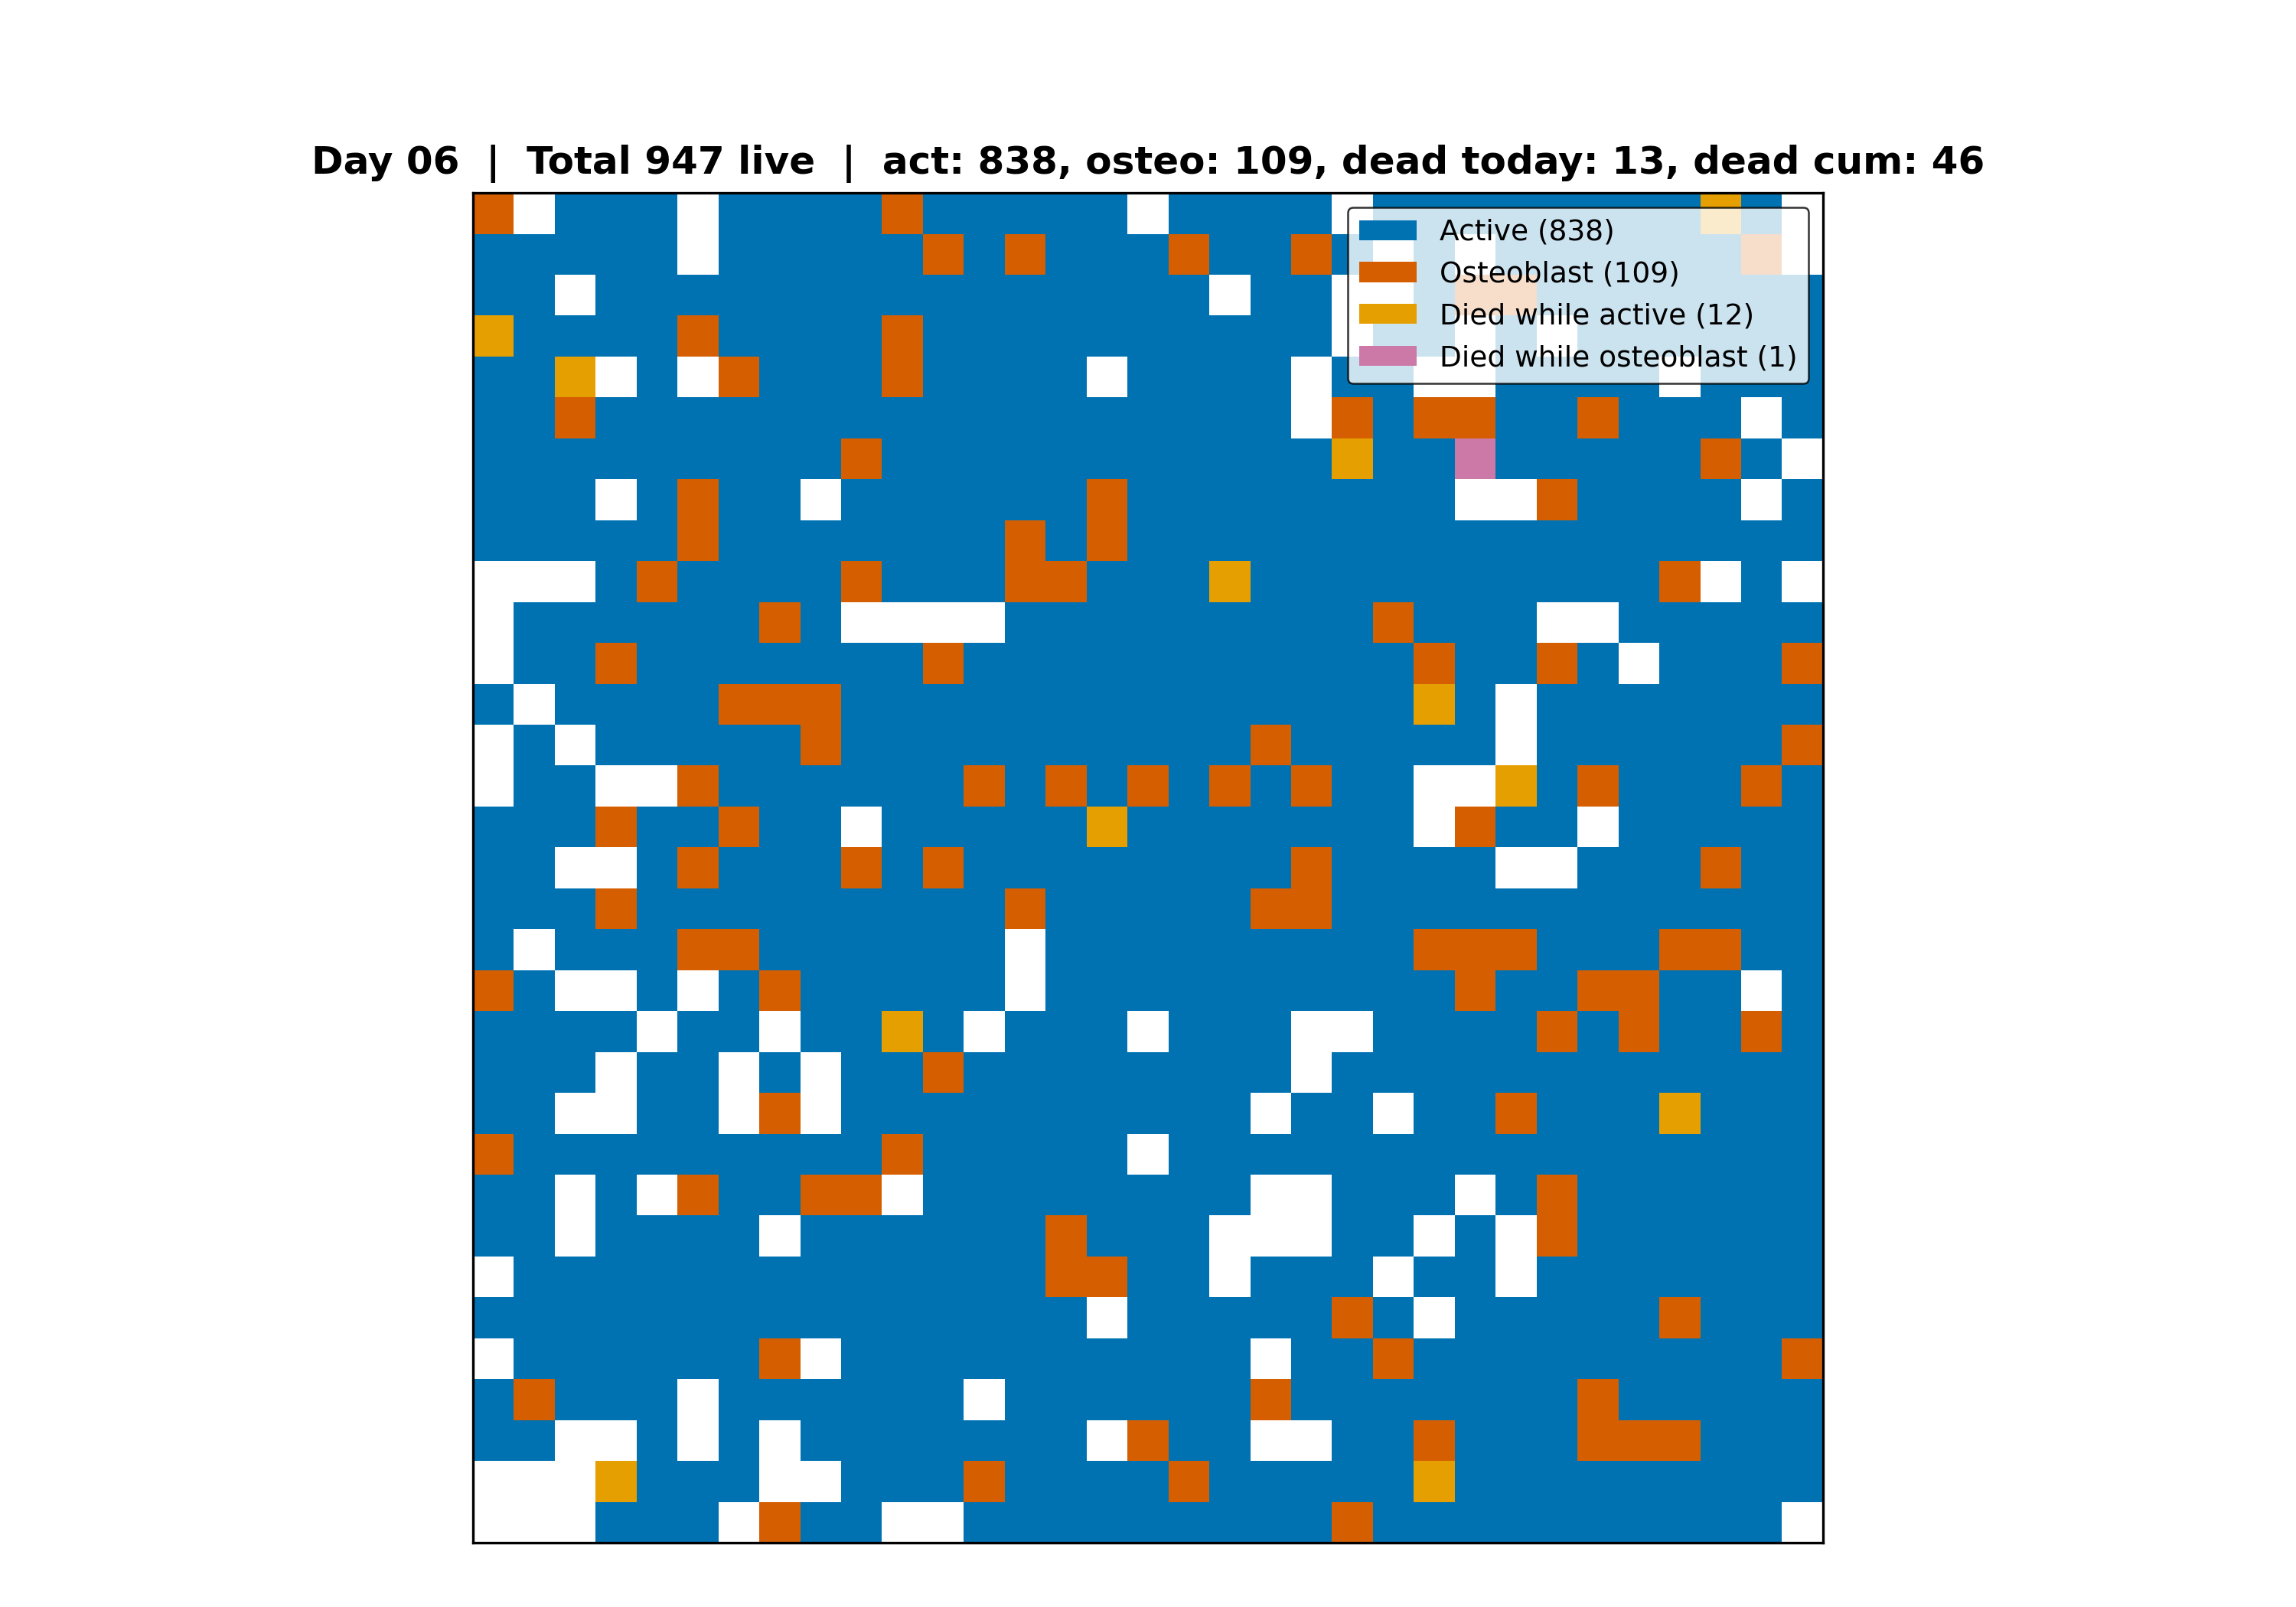 Day 06 | Total 947 live | act: 838, osteo: 109, dead today: 13, dead cum: 46
Active (838)
Osteoblast (109)
Died while active (12)
Died while osteoblast (1)